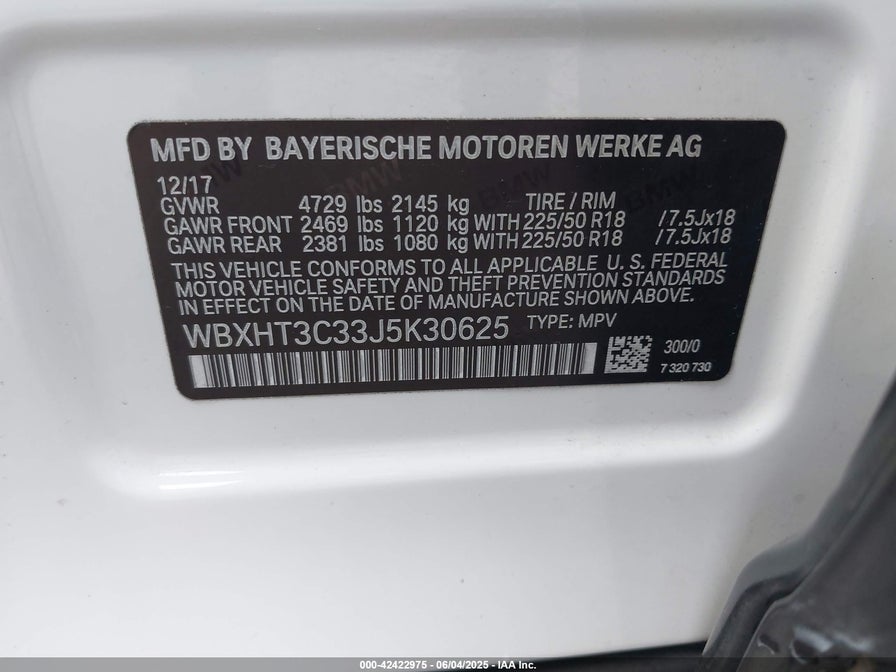 MFD BY BAYERISCHE MOTOREN WERKE AG
12/17
GVWR 4729 lbs 2145 kg TIRE / RIM
GAWR FRONT 2469 lbs 1120 kg WITH 225/50 R18 / 7.5Jx18
GAWR REAR 2381 lbs 1080 kg WITH 225/50 R18 / 7.5Jx18
THIS VEHICLE CONFORMS TO ALL APPLICABLE U. S. FEDERAL
MOTOR VEHICLE SAFETY AND THEFT PREVENTION STANDARDS
IN EFFECT ON THE DATE OF MANUFACTURE SHOWN ABOVE.
WBXHT3C33J5K30625 TYPE: MPV
300/0
7 320 730
000-42422975 - 06/04/2025 - IAA Inc.